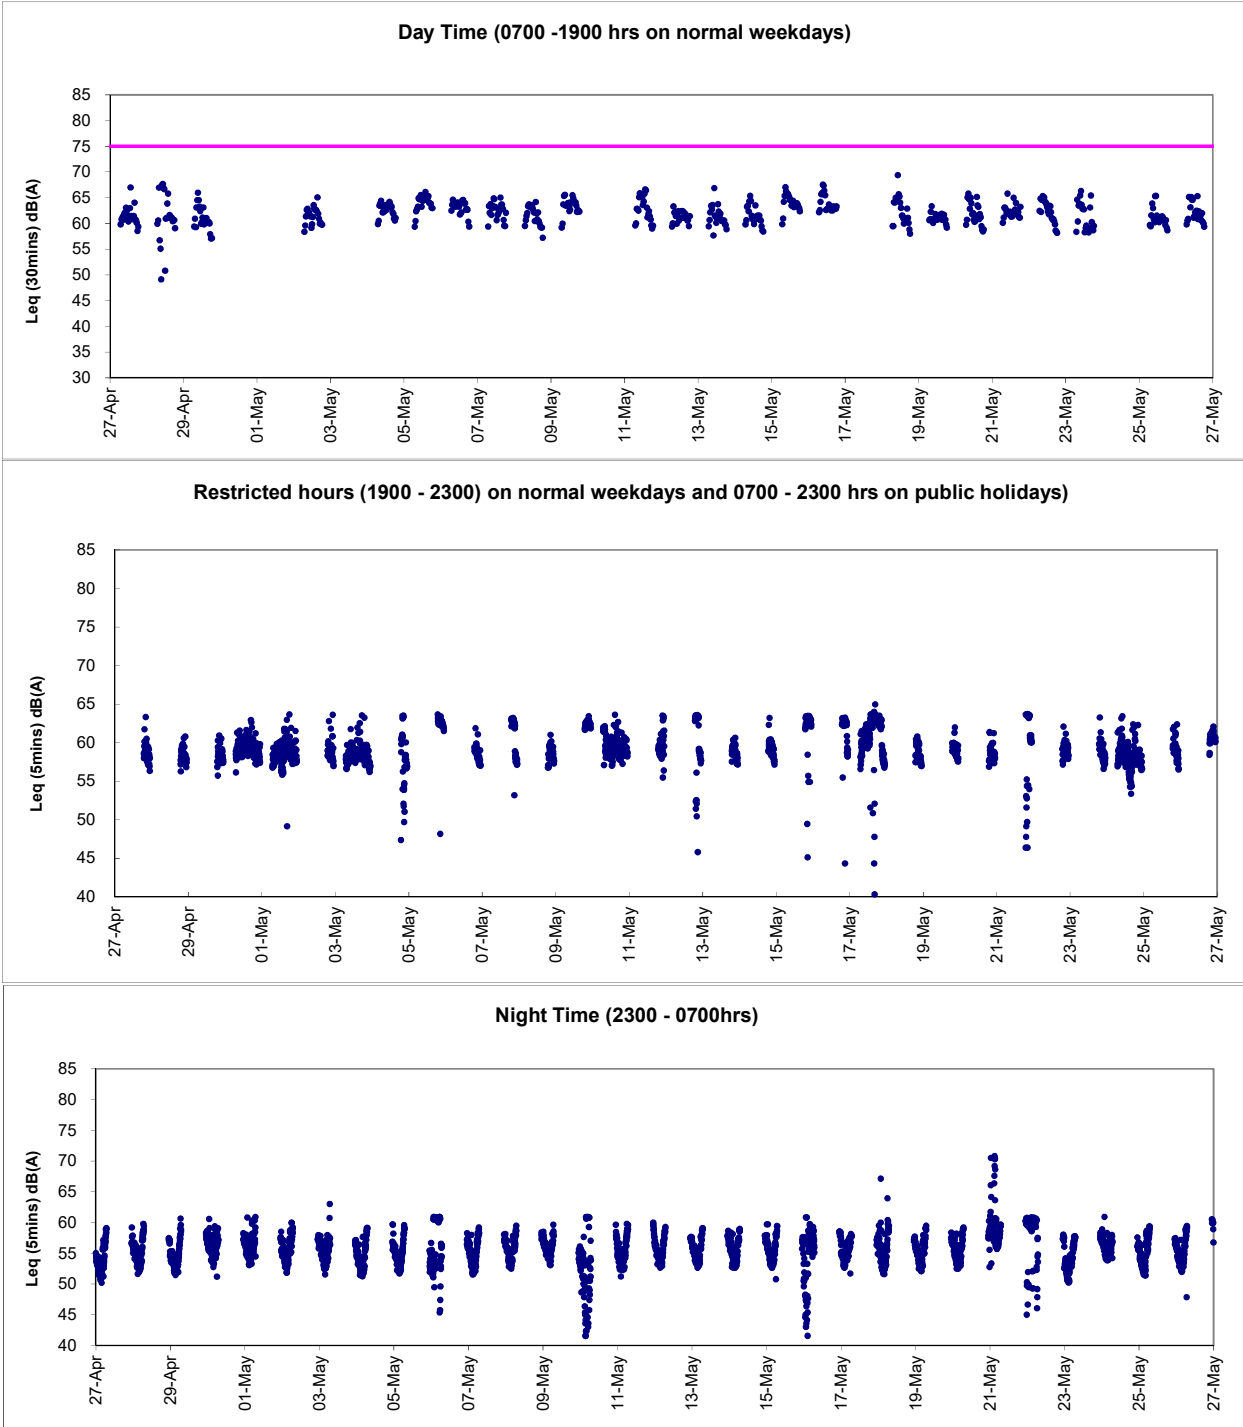 Day Time (0700 -1900 hrs on normal weekdays)
Leq (30mins) dB(A)
85
80
75
70
65
60
55
50
45
40
35
30
27-Apr
29-Apr
01-May
03-May
05-May
07-May
09-May
11-May
13-May
15-May
17-May
19-May
21-May
23-May
25-May
27-May
Restricted hours (1900 - 2300) on normal weekdays and 0700 - 2300 hrs on public holidays)
Leq (5mins) dB(A)
85
80
75
70
65
60
55
50
45
40
27-Apr
29-Apr
01-May
03-May
05-May
07-May
09-May
11-May
13-May
15-May
17-May
19-May
21-May
23-May
25-May
27-May
Night Time (2300 - 0700hrs)
Leq (5mins) dB(A)
85
80
75
70
65
60
55
50
45
40
27-Apr
29-Apr
01-May
03-May
05-May
07-May
09-May
11-May
13-May
15-May
17-May
19-May
21-May
23-May
25-May
27-May